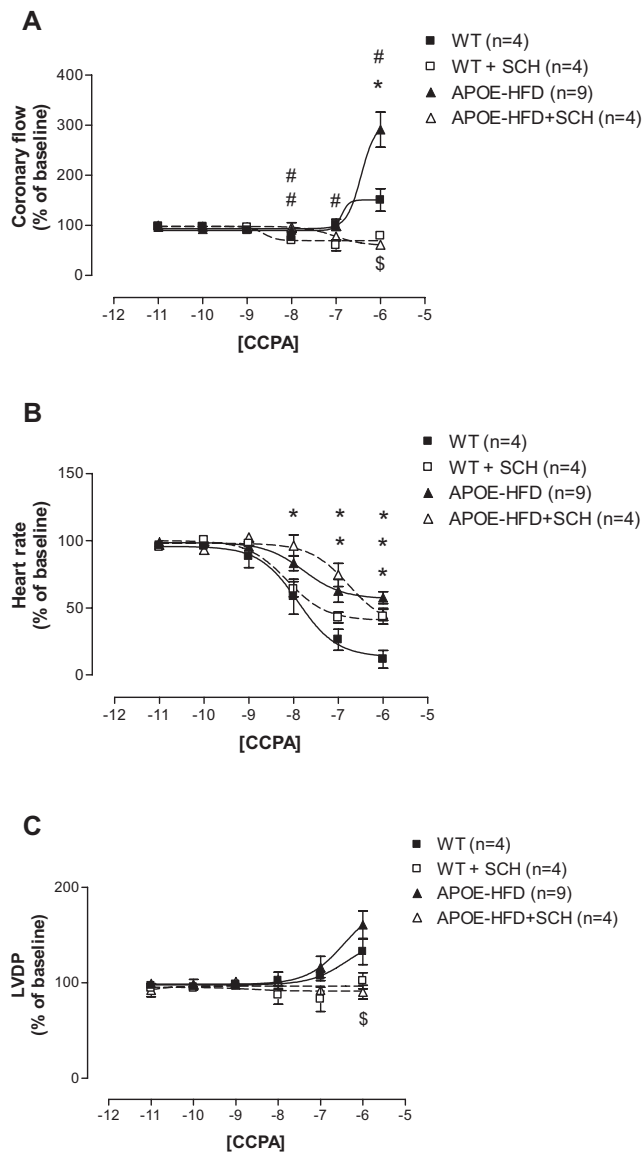 A
WT (n=4)
WT + SCH (n=4)
APOE-HFD (n=9)
APOE-HFD+SCH (n=4)
#
*
#
#
#
$
400
300
200
100
0
Coronary flow
(% of baseline)
-12 -11 -10 -9 -8 -7 -6 -5
[CCPA]
B
WT (n=4)
WT + SCH (n=4)
APOE-HFD (n=9)
APOE-HFD+SCH (n=4)
* * *
* *
*
150
100
50
0
Heart rate
(% of baseline)
-12 -11 -10 -9 -8 -7 -6 -5
[CCPA]
C
WT (n=4)
WT + SCH (n=4)
APOE-HFD (n=9)
APOE-HFD+SCH (n=4)
200
100
0
LVDP
(% of baseline)
$
-12 -11 -10 -9 -8 -7 -6 -5
[CCPA]